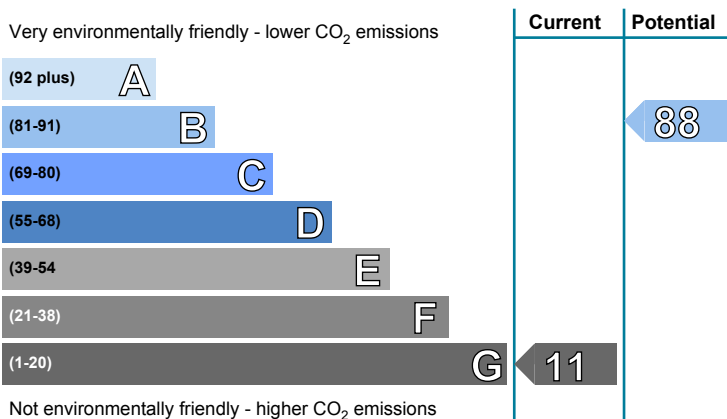 Current Potential
Very environmentally friendly - lower CO2 emissions
(92 plus) A
(81-91) B
88
(69-80) C
(55-68) D
(39-54 E
(21-38) F
(1-20) G 11
Not environmentally friendly - higher CO2 emissions